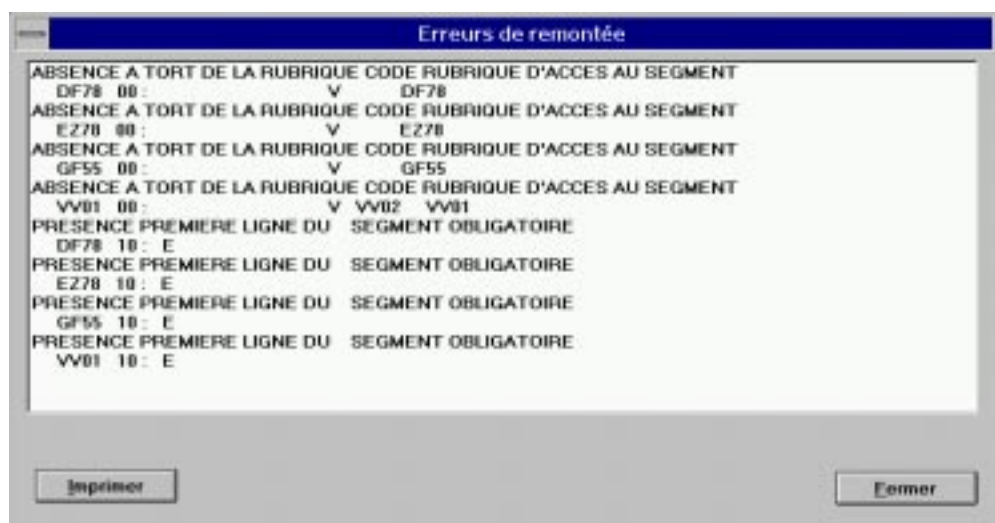 Erreurs de remontée
ABSENCE A TORT DE LA RUBRIQUE CODE RUBRIQUE D'ACCES AU SEGMENT
DF78 00 : V DF78
ABSENCE A TORT DE LA RUBRIQUE CODE RUBRIQUE D'ACCES AU SEGMENT
EZ78 00 : V EZ78
ABSENCE A TORT DE LA RUBRIQUE CODE RUBRIQUE D'ACCES AU SEGMENT
GF55 00 : V GF55
ABSENCE A TORT DE LA RUBRIQUE CODE RUBRIQUE D'ACCES AU SEGMENT
VV01 00 : V VV02 VV01
PRESENCE PREMIERE LIGNE DU SEGMENT OBLIGATOIRE
DF78 10 : E
PRESENCE PREMIERE LIGNE DU SEGMENT OBLIGATOIRE
EZ78 10 : E
PRESENCE PREMIERE LIGNE DU SEGMENT OBLIGATOIRE
GF55 10 : E
PRESENCE PREMIERE LIGNE DU SEGMENT OBLIGATOIRE
VV01 10 : E
Imprimer Fermer